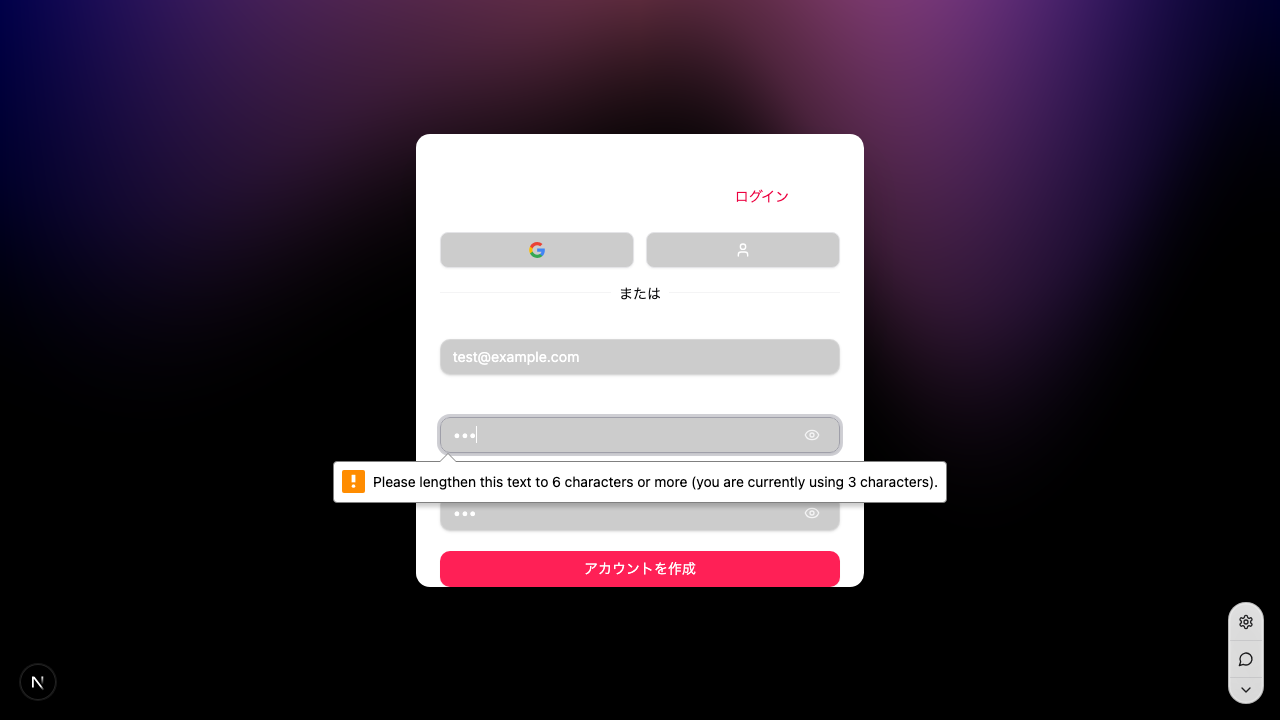 ログイン
または
test@example.com
Please lengthen this text to 6 characters or more (you are currently using 3 characters).
アカウントを作成